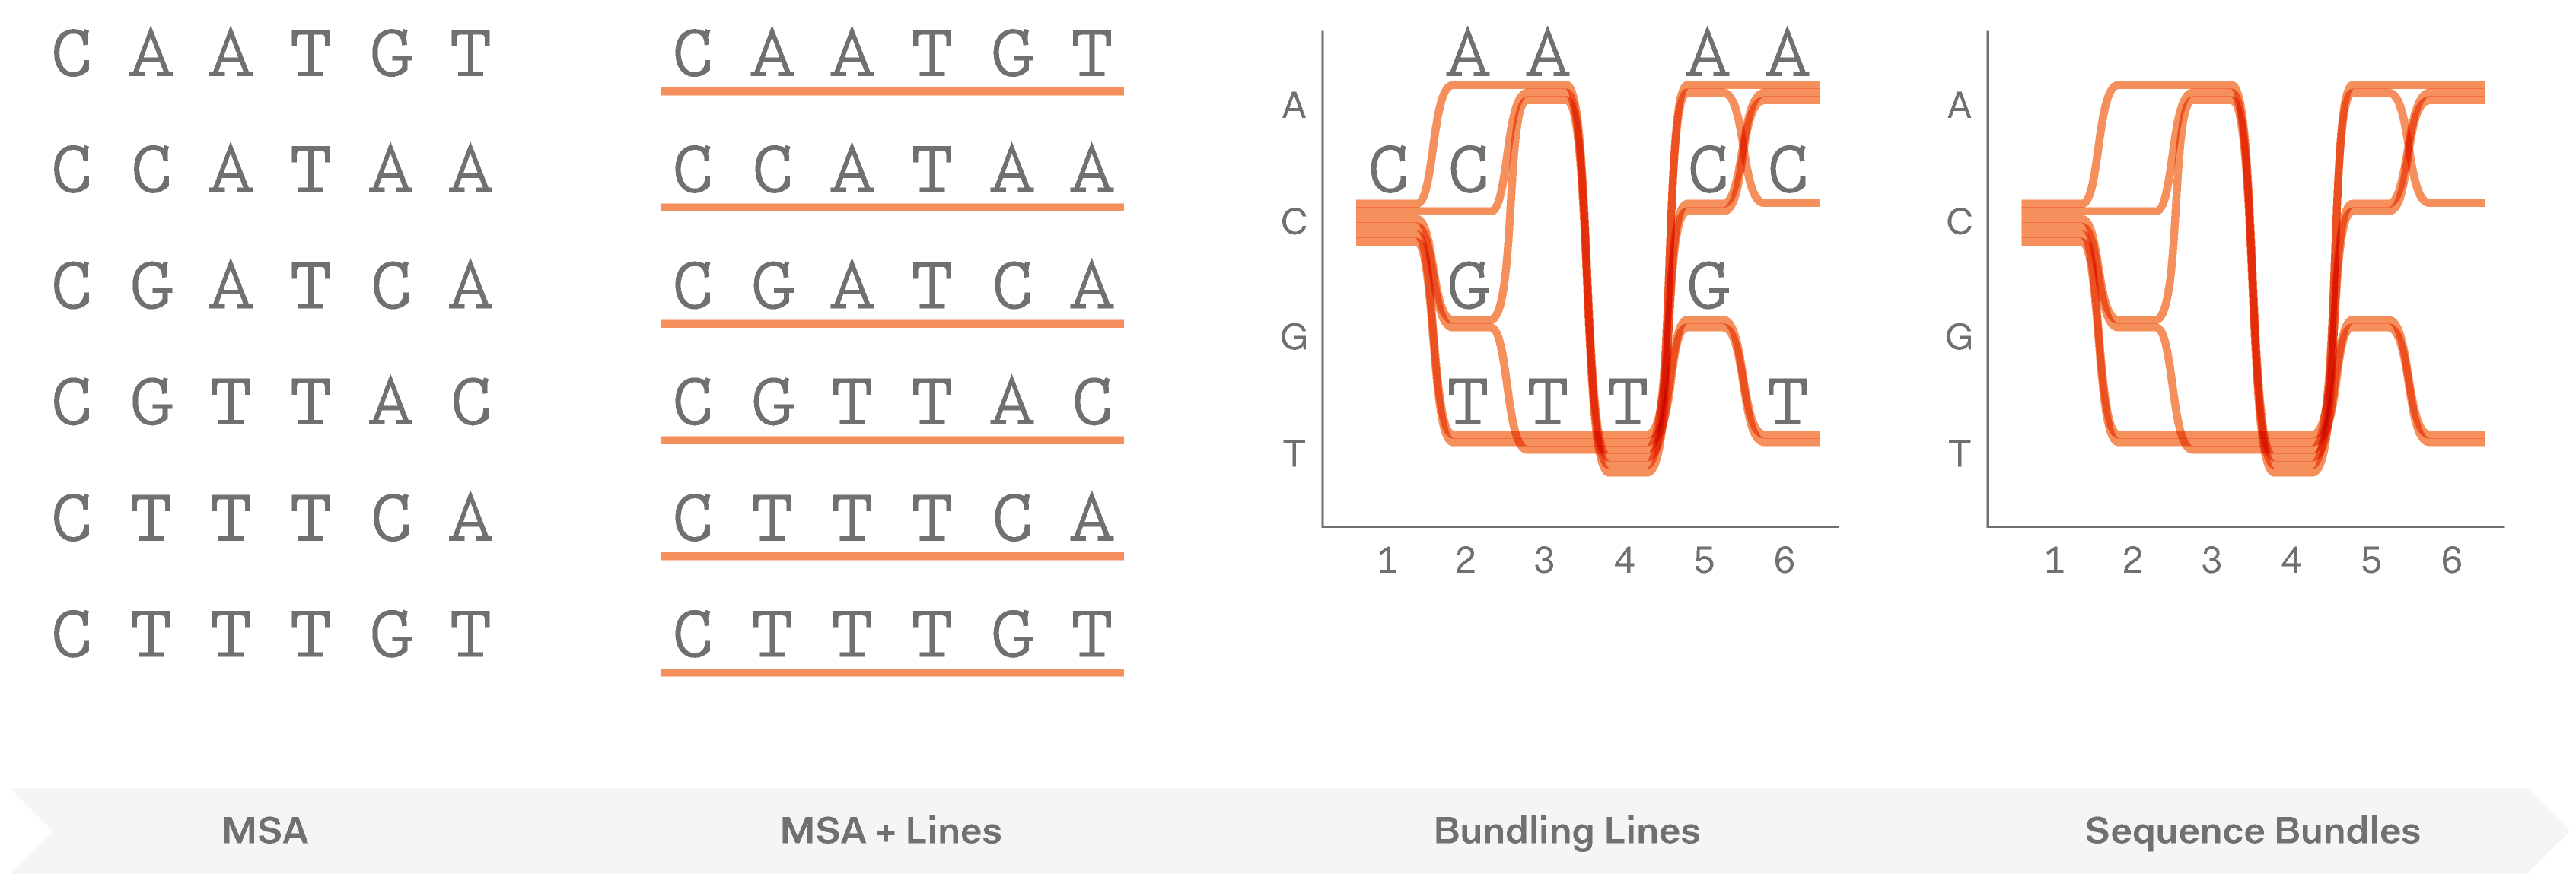 C A A T G T
C C A T A A
C G A T C A
C G T T A C
C T T T C A
C T T T G T
C A A T G T
C C A T A A
C G A T C A
C G T T A C
C T T T C A
C T T T G T
A A A A
A
C C C C
C
G G
G
T T T T
T
1 2 3 4 5 6
A
C
G
T
1 2 3 4 5 6
MSA
MSA + Lines
Bundling Lines
Sequence Bundles